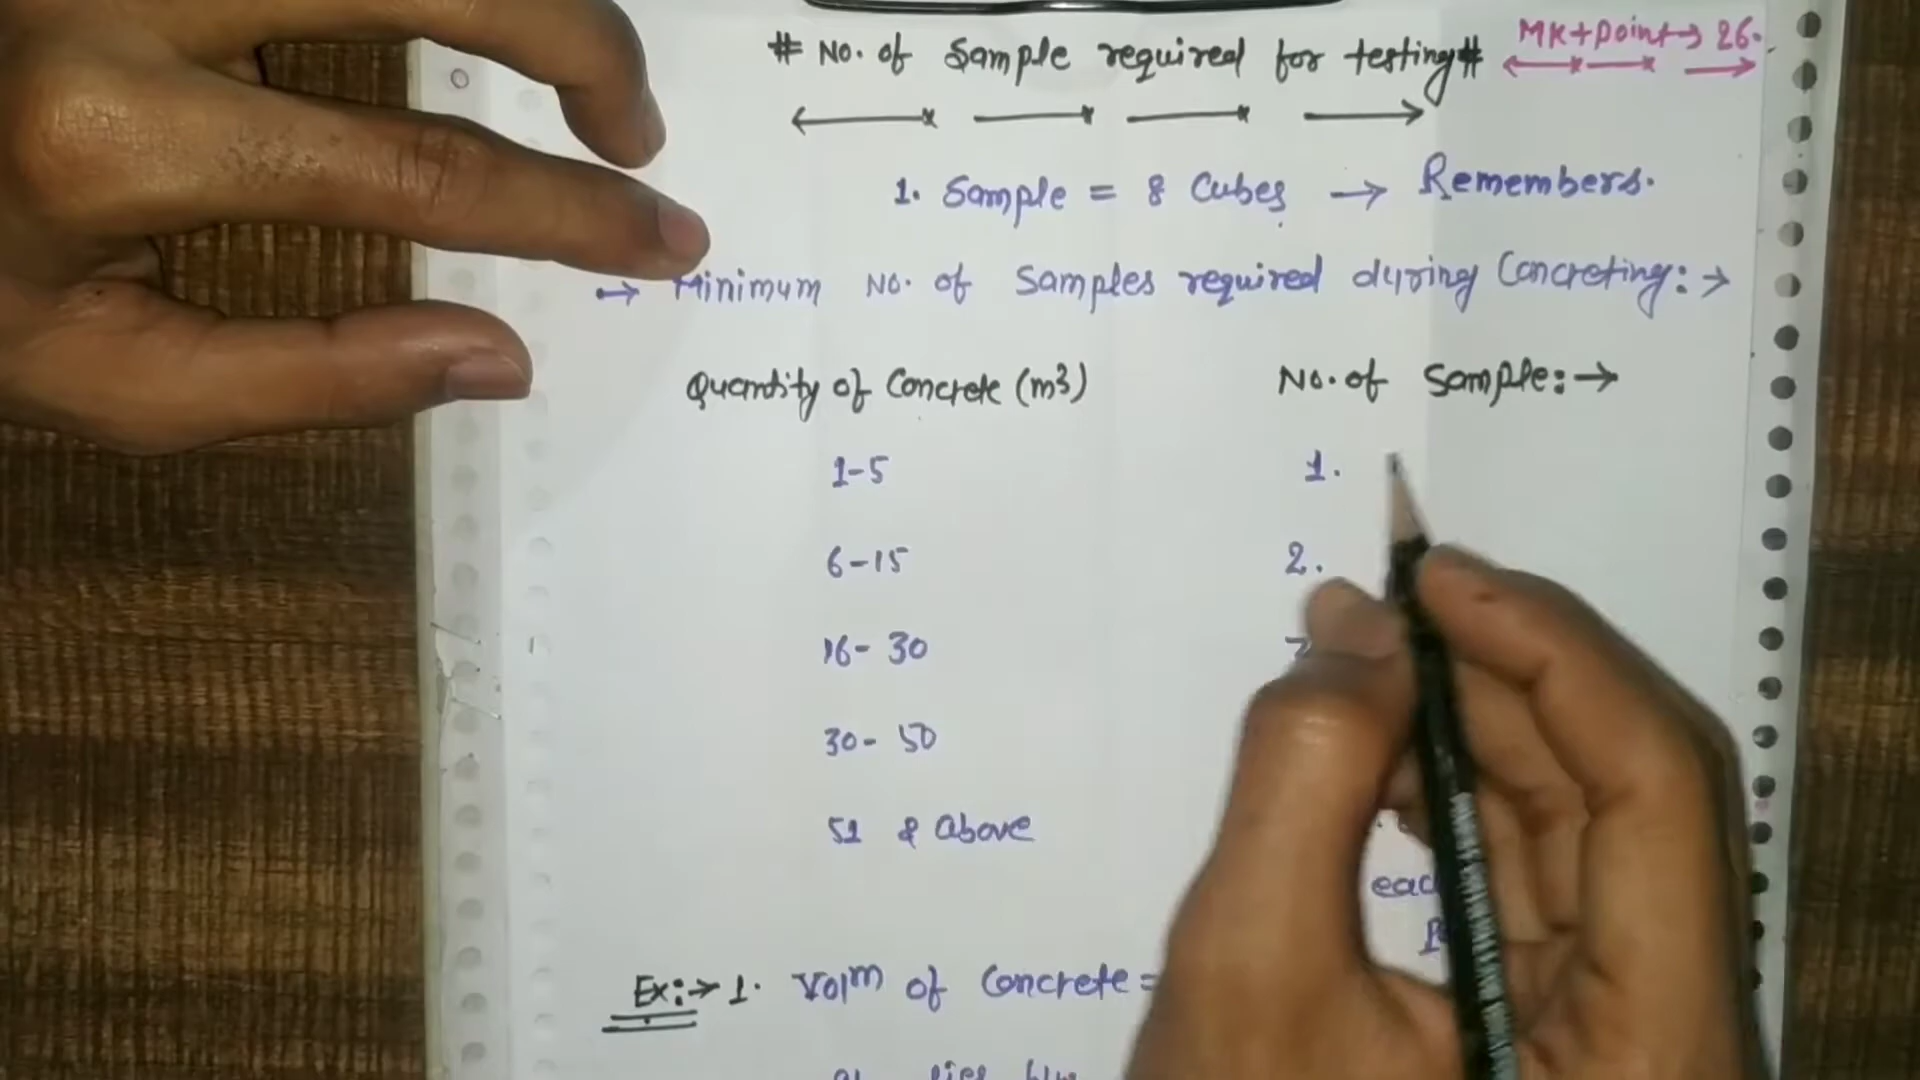 # No. of Sample required for testing #
MK+Point→ 26.
1. Sample = 8 Cubes → Remembers.
→ Minimum No. of Samples required during Concreting:→
Quantity of Concrete (m3) No. of Sample:→
1-5 1.
6-15 2.
16-30
30-50
51 & above
Ex:→ 1. Volm of Concrete =